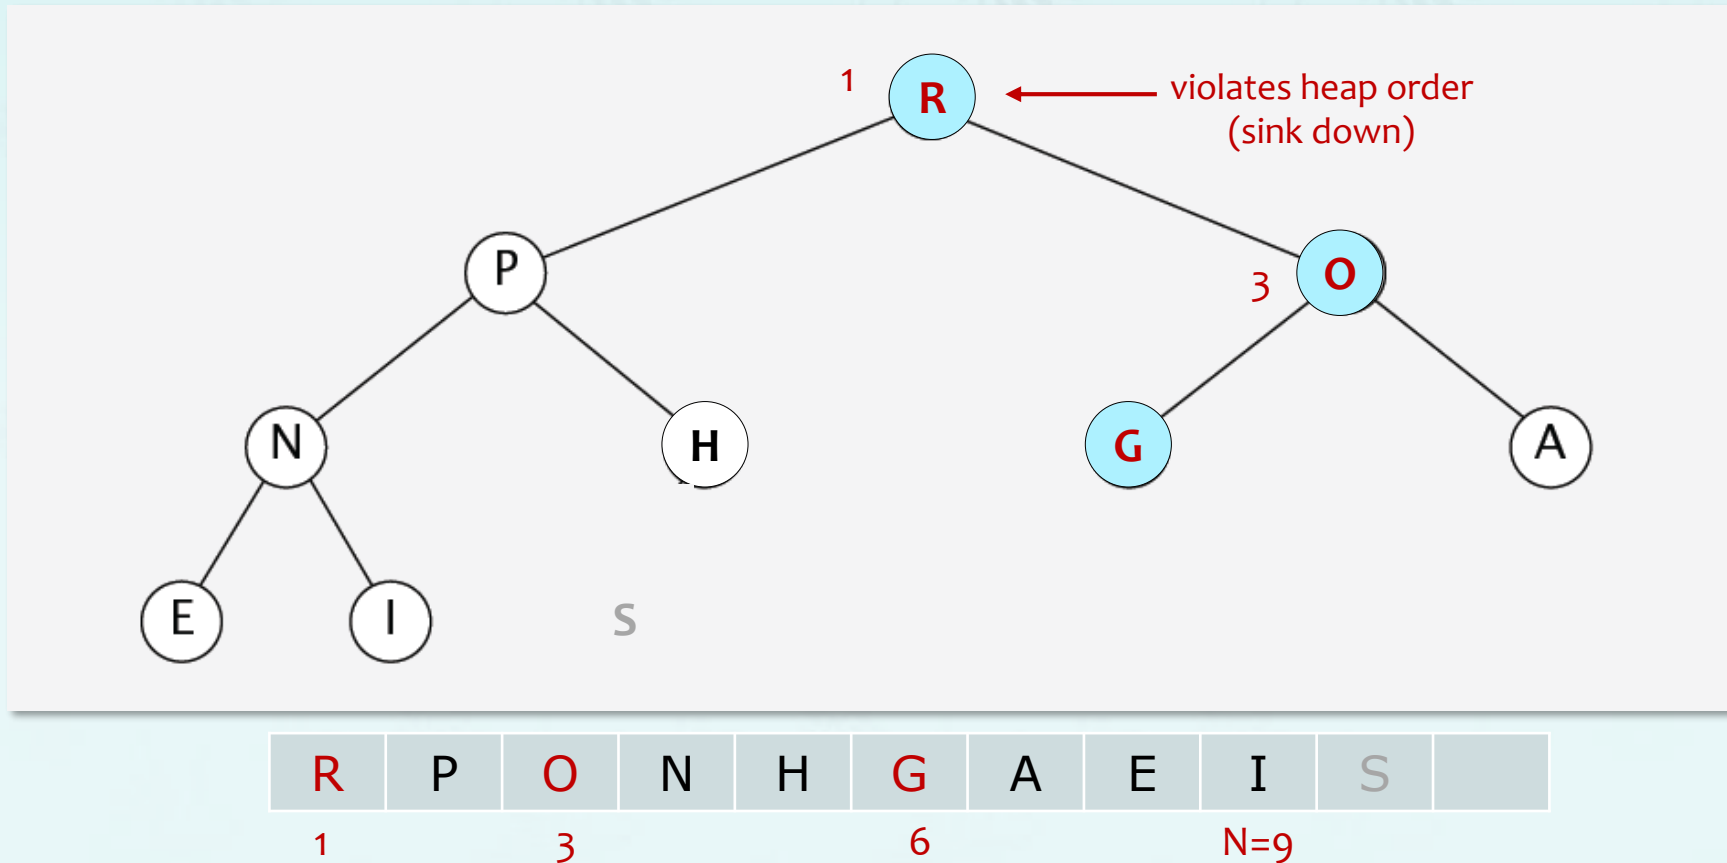 1
R
violates heap order
(sink down)
P
3
O
N
H
G
A
E
I
S
R P O N H G A E I S
1 3 6 N=9